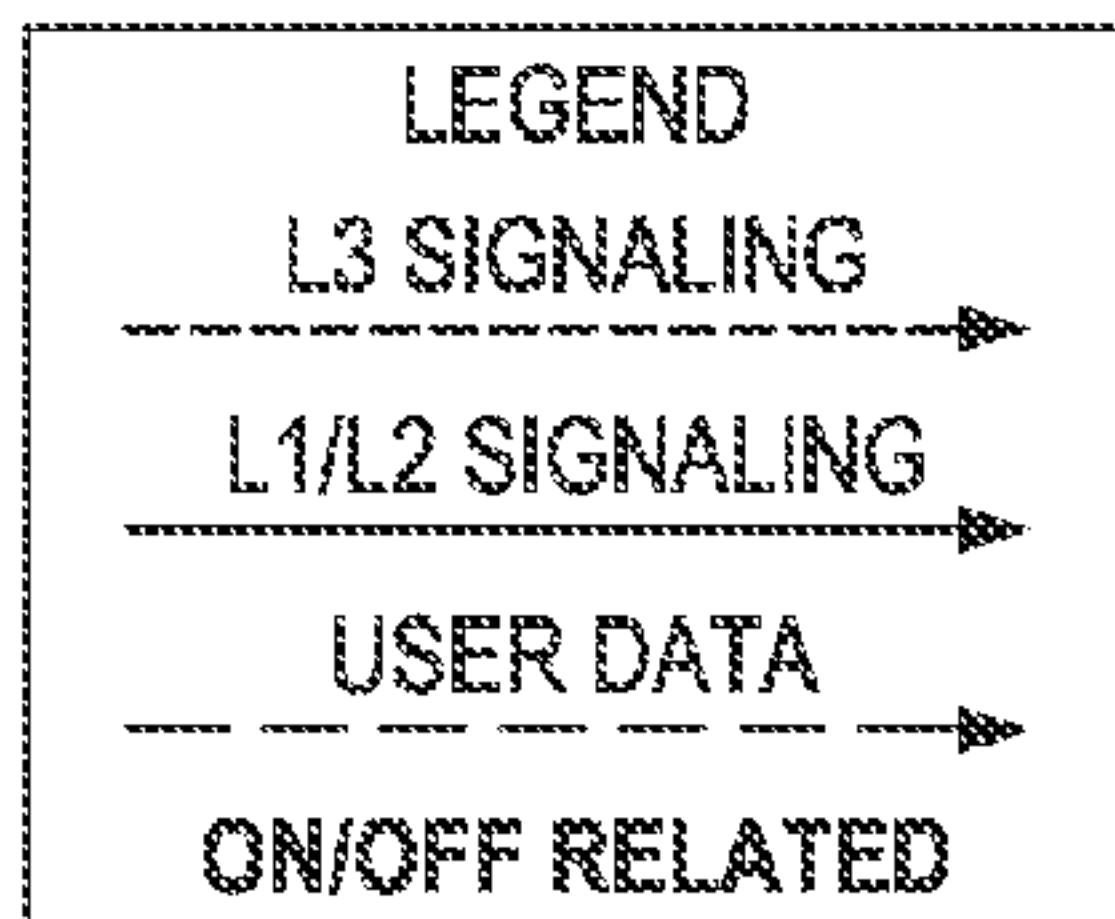 LEGEND
L3 SIGNALING
L1/L2 SIGNALING
USER DATA
ON/OFF RELATED